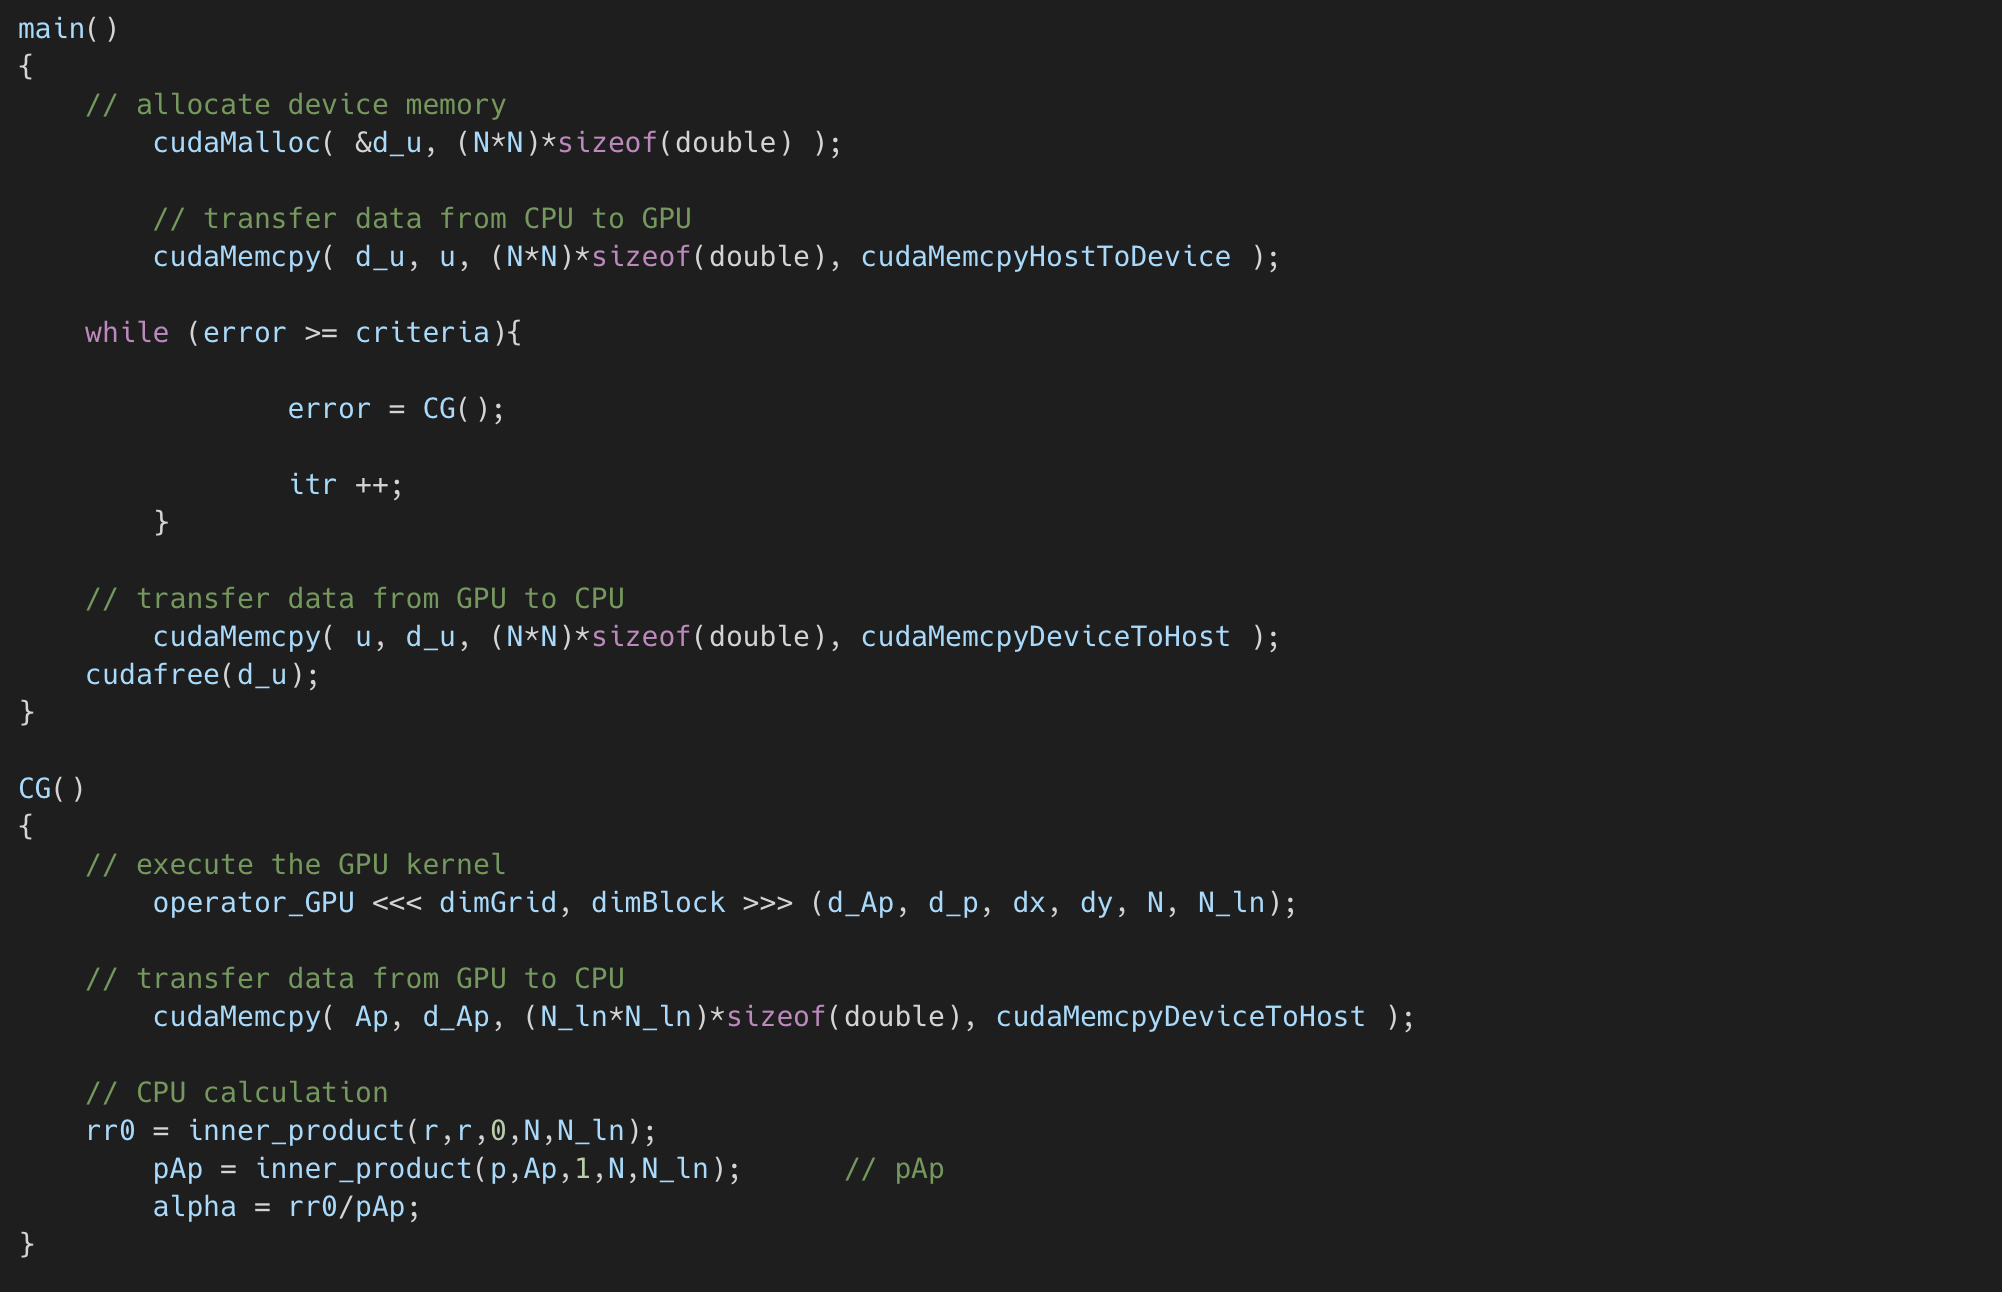 main()
{
    // allocate device memory
        cudaMalloc( &d_u, (N*N)*sizeof(double) );
        // transfer data from CPU to GPU
        cudaMemcpy( d_u, u, (N*N)*sizeof(double), cudaMemcpyHostToDevice );
    while (error >= criteria){
                error = CG();
                itr ++;
        }
    // transfer data from GPU to CPU
        cudaMemcpy( u, d_u, (N*N)*sizeof(double), cudaMemcpyDeviceToHost );
    cudafree(d_u);
}
CG()
{
    // execute the GPU kernel
        operator_GPU <<< dimGrid, dimBlock >>> (d_Ap, d_p, dx, dy, N, N_ln);
    // transfer data from GPU to CPU
        cudaMemcpy( Ap, d_Ap, (N_ln*N_ln)*sizeof(double), cudaMemcpyDeviceToHost );
    // CPU calculation
    rr0 = inner_product(r,r,0,N,N_ln);
        pAp = inner_product(p,Ap,1,N,N_ln);      // pAp
        alpha = rr0/pAp;
}